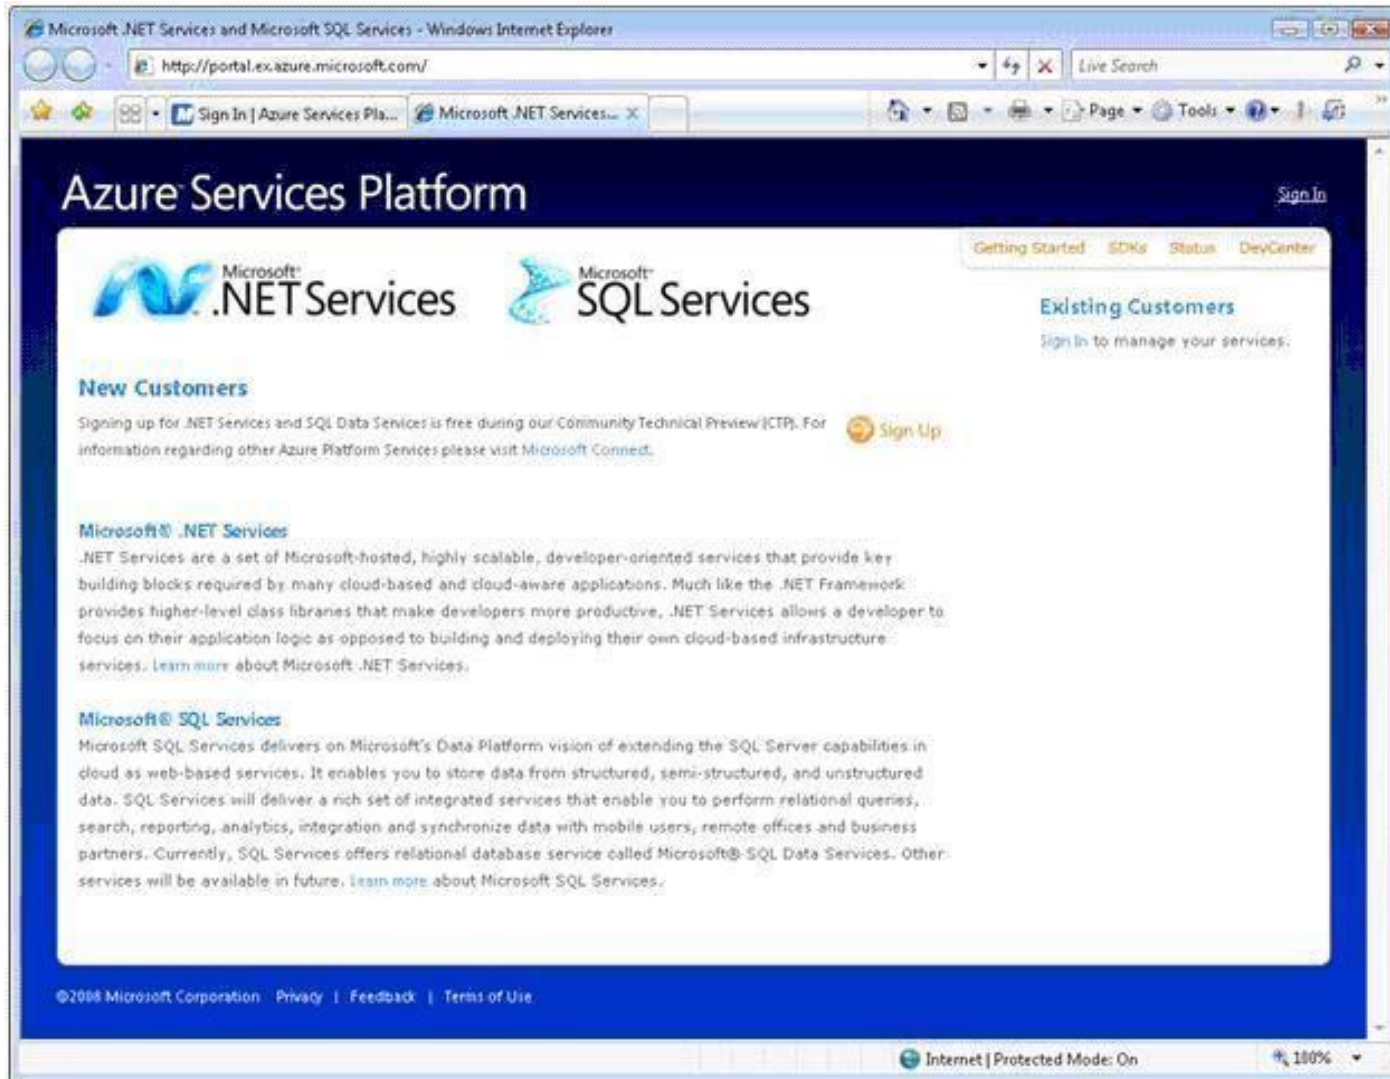 Microsoft .NET Services and Microsoft SQL Services - Windows Internet Explorer
http://portal.ex.azure.microsoft.com/
Live Search
Sign In | Azure Services Pla...
Microsoft .NET Services...
Page
Tools
Azure Services Platform
Sign In
Getting Started SDKs Status DevCenter
Microsoft
.NET Services
Microsoft
SQL Services
Existing Customers
Sign In to manage your services.
New Customers
Signing up for .NET Services and SQL Data Services is free during our Community Technical Preview (CTP). For
information regarding other Azure Platform Services please visit Microsoft Connect.
Sign Up
Microsoft® .NET Services
.NET Services are a set of Microsoft-hosted, highly scalable, developer-oriented services that provide key
building blocks required by many cloud-based and cloud-aware applications. Much like the .NET Framework
provides higher-level class libraries that make developers more productive, .NET Services allows a developer to
focus on their application logic as opposed to building and deploying their own cloud-based infrastructure
services. Learn more about Microsoft .NET Services.
Microsoft® SQL Services
Microsoft SQL Services delivers on Microsoft's Data Platform vision of extending the SQL Server capabilities in
cloud as web-based services. It enables you to store data from structured, semi-structured, and unstructured
data. SQL Services will deliver a rich set of integrated services that enable you to perform relational queries,
search, reporting, analytics, integration and synchronize data with mobile users, remote offices and business
partners. Currently, SQL Services offers relational database service called Microsoft® SQL Data Services. Other
services will be available in future. Learn more about Microsoft SQL Services.
©2008 Microsoft Corporation Privacy | Feedback | Terms of Use
Internet | Protected Mode: On
100%